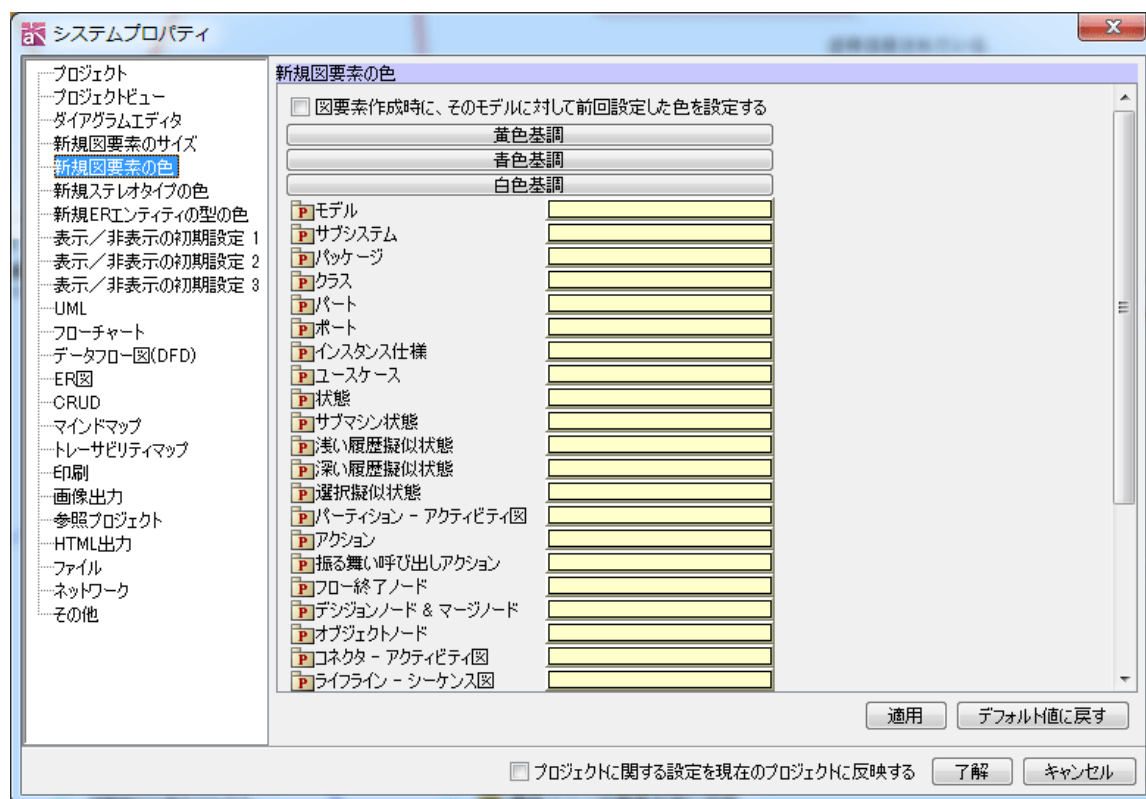 システムプロパティ
プロジェクト
プロジェクトビュー
ダイアグラムエディタ
新規図要素のサイズ
新規図要素の色
新規ステレオタイプの色
新規ERエンティティの型の色
表示／非表示の初期設定 1
表示／非表示の初期設定 2
表示／非表示の初期設定 3
UML
フローチャート
データフロー図(DFD)
ER図
CRUD
マインドマップ
トレーサビリティマップ
印刷
画像出力
参照プロジェクト
HTML出力
ファイル
ネットワーク
その他
新規図要素の色
図要素作成時に、そのモデルに対して前回設定した色を設定する
黄色基調
青色基調
白色基調
モデル
サブシステム
パッケージ
クラス
パート
ポート
インスタンス仕様
ユースケース
状態
サブマシン状態
浅い履歴擬似状態
深い履歴擬似状態
選択擬似状態
パーティション - アクティビティ図
アクション
振る舞い呼び出しアクション
フロー終了ノード
デシジョンノード & マージノード
オブジェクトノード
コネクタ - アクティビティ図
ライフライン - シーケンス図
適用
デフォルト値に戻す
プロジェクトに関する設定を現在のプロジェクトに反映する
了解
キャンセル